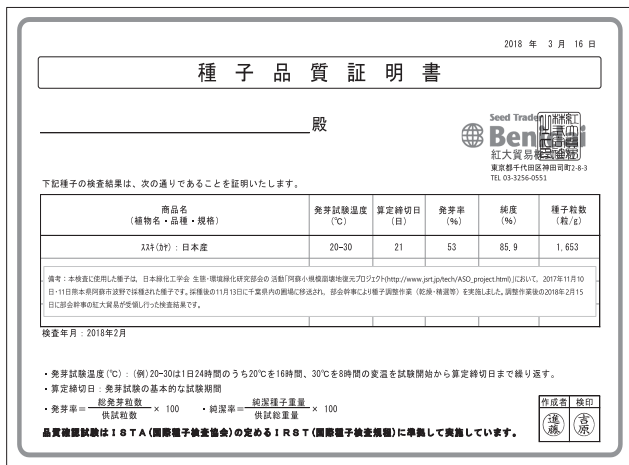 2018 年 3 月 16 日
種 子 品 質 証 明 書
殿
Seed Trader
Benidai
紅大貿易株式会社
東京都千代田区神田司町2-8-3
TEL 03-3256-0551
下記種子の検査結果は、次の通りであることを証明いたします。
商品名 発芽試験温度 算定締切日 発芽率 純度 種子粒数
(植物名・品種・規格) (℃) (日) (%) (%) (粒/g)
ススキ(カヤ) : 日本産 20-30 21 53 85.9 1,653
備考:本検査に使用した種子は、日本緑化工学会 生態・環境緑化研究部会の 活動「阿蘇小規模崩壊地復元プロジェクト(http://www.jsrt.jp/tech/ASO_project.html)」において、2017年11月10
日・11日熊本県阿蘇市波野で採種された種子です。採種後の11月13日に千葉県内の圃場に移送され、部会幹事により種子調整作業(乾燥・精選等)を実施しました。調整作業後の2018年2月15
日に部会幹事の紅大貿易が受領し行った検査結果です。
検査年月:2018年2月
・発芽試験温度(℃) : (例)20-30は1日24時間のうち20℃を16時間、30℃を8時間の変温を試験開始から算定締切日まで繰り返す。
・算定締切日:発芽試験の基本的な試験期間
・発芽率=総発芽粒数/供試粒数 × 100 ・純潔率=純潔種子重量/供試総重量 × 100
作成者 検印
進藤 吉原
品質確認試験はISTA(国際種子検査協会)の定めるIRST(国際種子検査規程)に準拠して実施しています。